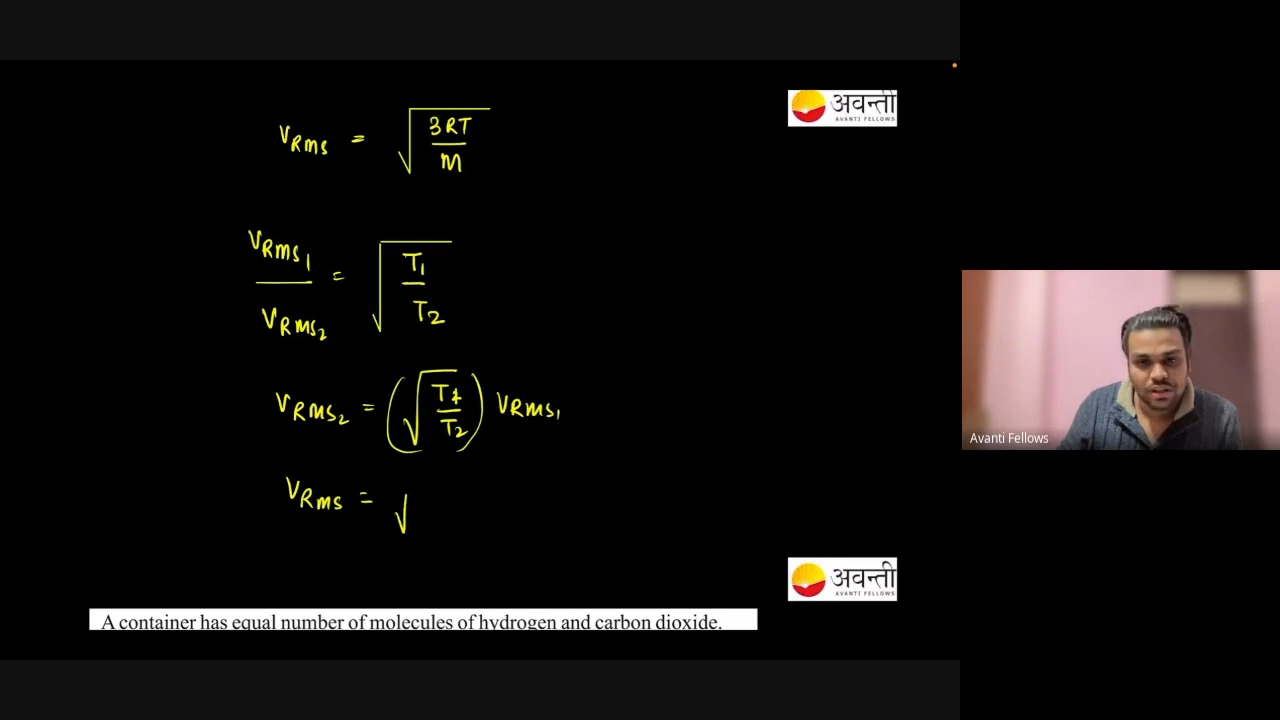 अवन्ती
AVANTI FELLOWS
VRms = √(3RT/M)
VRms1/VRms2 = √(T1/T2)
VRms2 = (√(T1/T2)) VRms1
VRms = √
Avanti Fellows
अवन्ती
AVANTI FELLOWS
A container has equal number of molecules of hydrogen and carbon dioxide.